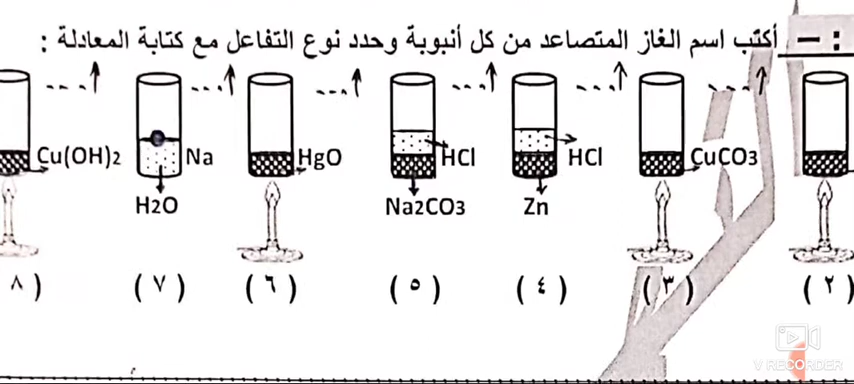 : - أكتب اسم الغاز المتصاعد من كل أنبوبة وحدد نوع التفاعل مع كتابة المعادلة :
CuCO3 HCl HCl HgO Na Cu(OH)2
Zn Na2CO3 H2O
( ٢ ) ( ٣ ) ( ٤ ) ( ٥ ) ( ٦ ) ( ٧ ) ٨ )
V RECORDER